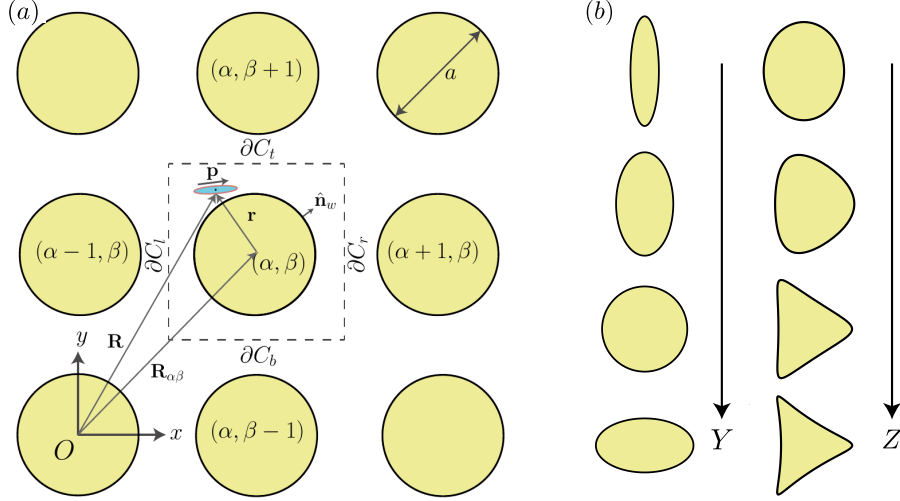 (a)
(α, β + 1)
a
∂C_t
p
n̂_w
r
(α − 1, β)
∂C_l
(α, β)
∂C_r
(α + 1, β)
R
R_αβ
∂C_b
y
x
O
(α, β − 1)
(b)
Y
Z